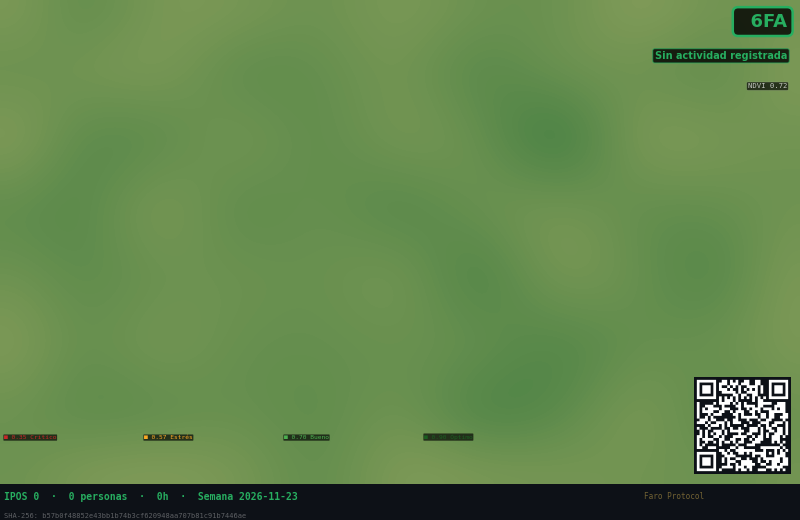 6FA
Sin actividad registrada
NDVI 0.72
■ 0.57 Estrés
■ 0.70 Bueno
IPOS 0 · 0 personas · 0h · Semana 2026-11-23
Faro Protocol
SHA-256: